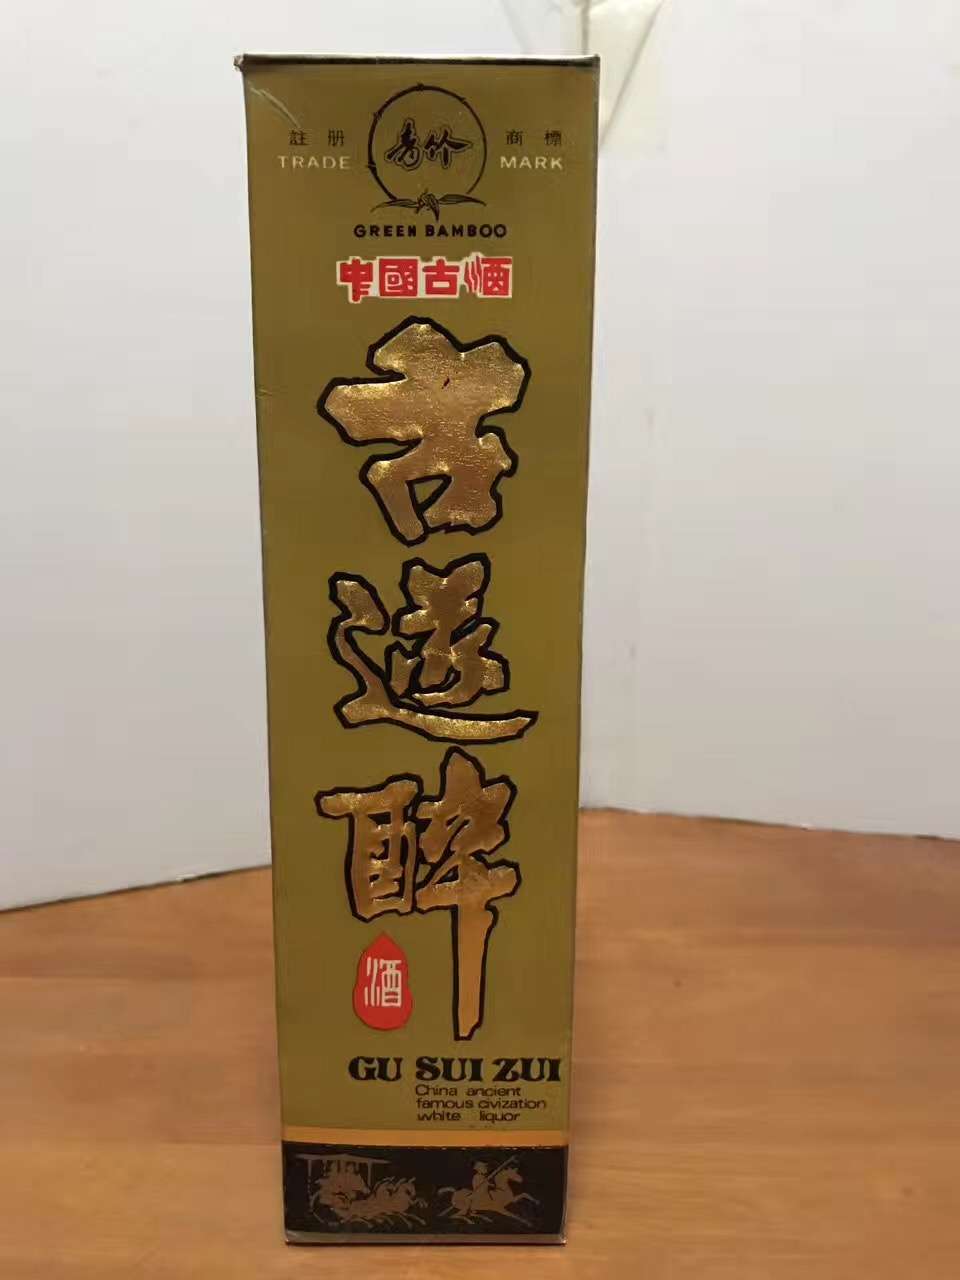 註册 商標
TRADE 青竹 MARK
GREEN BAMBOO
中國古酒
古
遂
醉
酒
GU SUI ZUI
China ancient
famous civization
white liquor